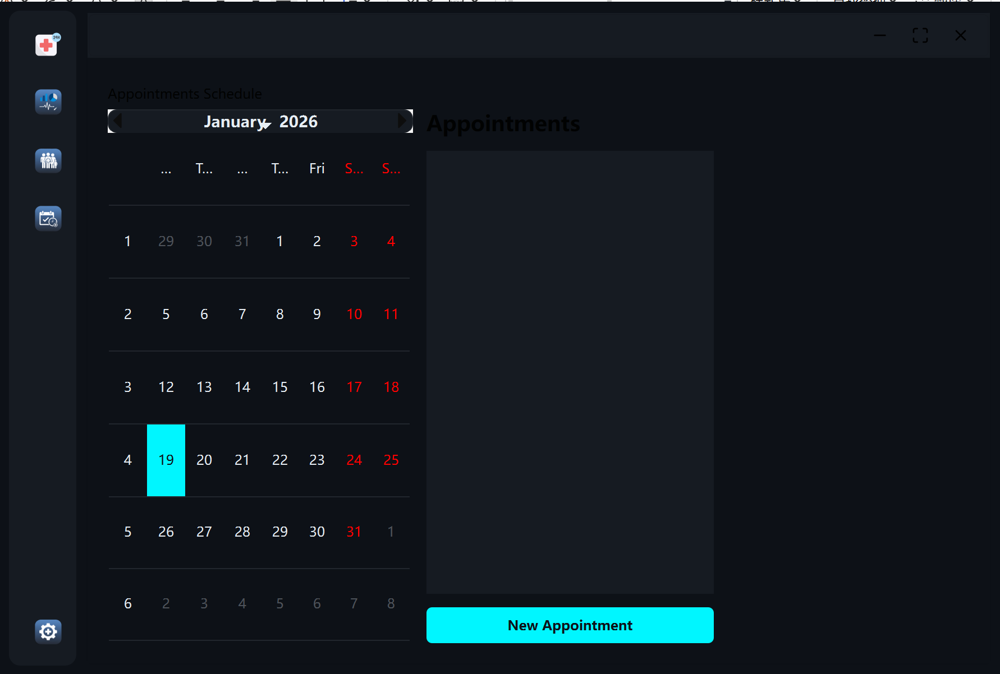 24H
Appointments Schedule
January 2026
Appointments
... T... ... T... Fri S... S...
1 29 30 31 1 2 3 4
2 5 6 7 8 9 10 11
3 12 13 14 15 16 17 18
4 19 20 21 22 23 24 25
5 26 27 28 29 30 31 1
6 2 3 4 5 6 7 8
New Appointment